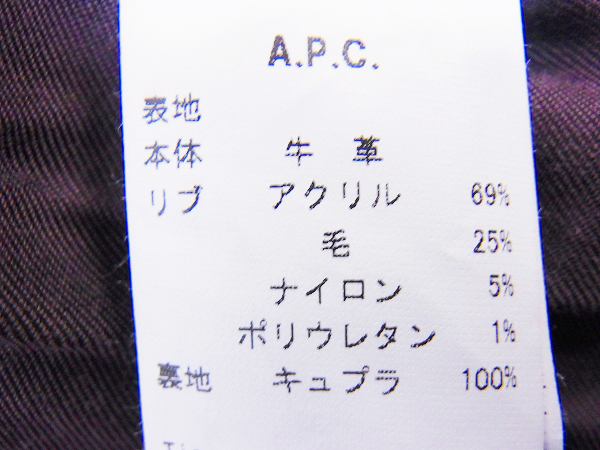 A.P.C.
表地
本体 牛 革
リブ アクリル 69%
毛 25%
ナイロン 5%
ポリウレタン 1%
裏地 キュプラ 100%